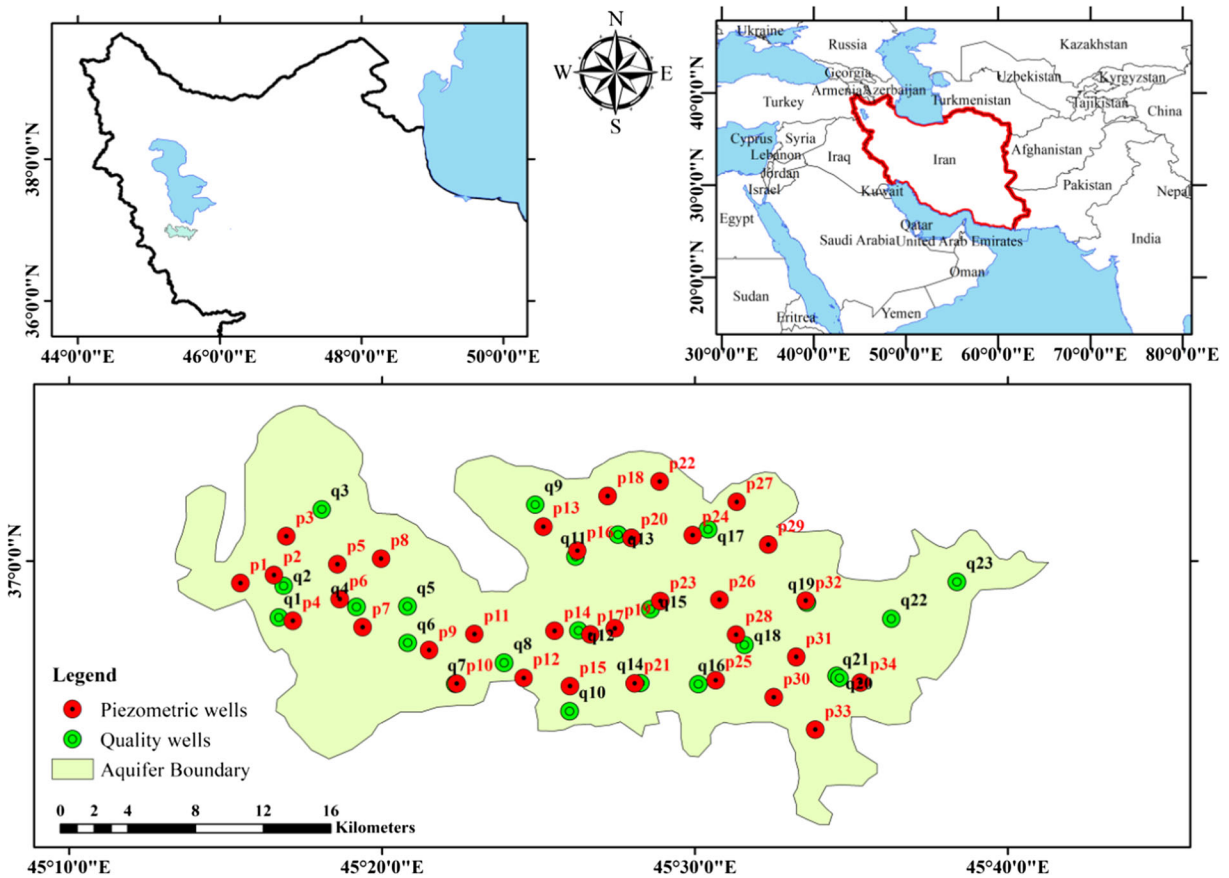 38°0'0"N
36°0'0"N
44°0'0"E
46°0'0"E
48°0'0"E
50°0'0"E
N
W
E
S
40°0'0"N
30°0'0"N
20°0'0"N
Ukraine
Russia
Kazakhstan
Georgia
Uzbekistan
Kyrgyzstan
Armenia
Azerbaijan
Turkey
Turkmenistan
Tajikistan
China
Cyprus
Syria
Lebanon
Iraq
Iran
Afghanistan
Jordan
Israel
Kuwait
Pakistan
Nepal
Egypt
Qatar
Saudi Arabia
United Arab Emirates
India
Oman
Sudan
Eritrea
Yemen
30°0'0"E
40°0'0"E
50°0'0"E
60°0'0"E
70°0'0"E
80°0'0"E
37°0'0"N
p22
p18
p27
q9
q3
p13
p3
p20
p24
q17
p29
q11
p16
q13
p8
p5
p1
p2
q2
q23
q4
p6
q5
p23
q15
p26
q19
p32
q1
p4
p7
q22
p11
p14
p17
p19
q12
p28
q6
p9
q18
p31
q8
q7
p10
p12
p15
q14
p21
q16
p25
q21
p34
q20
q10
p30
p33
Legend
Piezometric wells
Quality wells
Aquifer Boundary
0 2 4 8 12 16
Kilometers
45°10'0"E
45°20'0"E
45°30'0"E
45°40'0"E